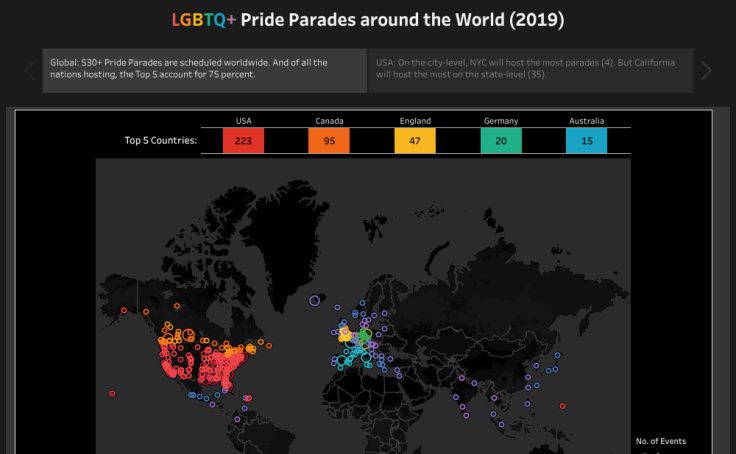 LGBTQ+ Pride Parades around the World (2019)
Global: 530+ Pride Parades are scheduled worldwide. And of all the
nations hosting, the Top 5 account for 75 percent.
USA: On the city-level, NYC will host the most parades (4). But California
will host the most on the state-level (35).
USA Canada England Germany Australia
Top 5 Countries: 223 95 47 20 15
No. of Events